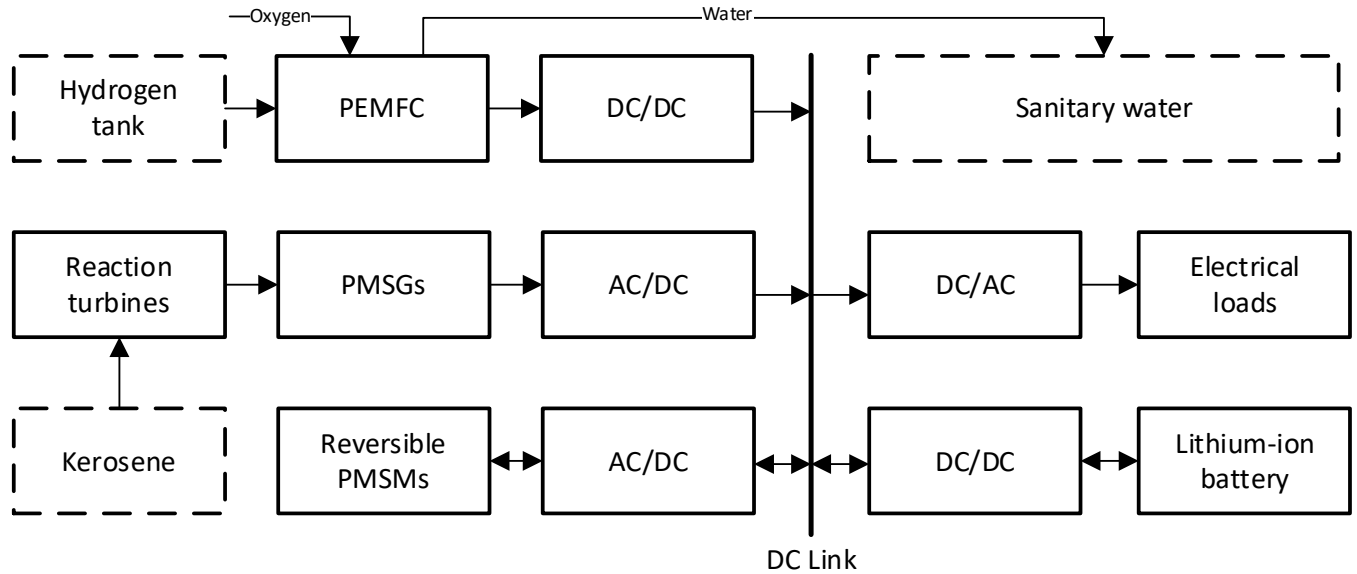 Oxygen
Water
Hydrogen
tank
PEMFC
DC/DC
Sanitary water
Reaction
turbines
PMSGs
AC/DC
DC/AC
Electrical
loads
Kerosene
Reversible
PMSMs
AC/DC
DC/DC
Lithium-ion
battery
DC Link